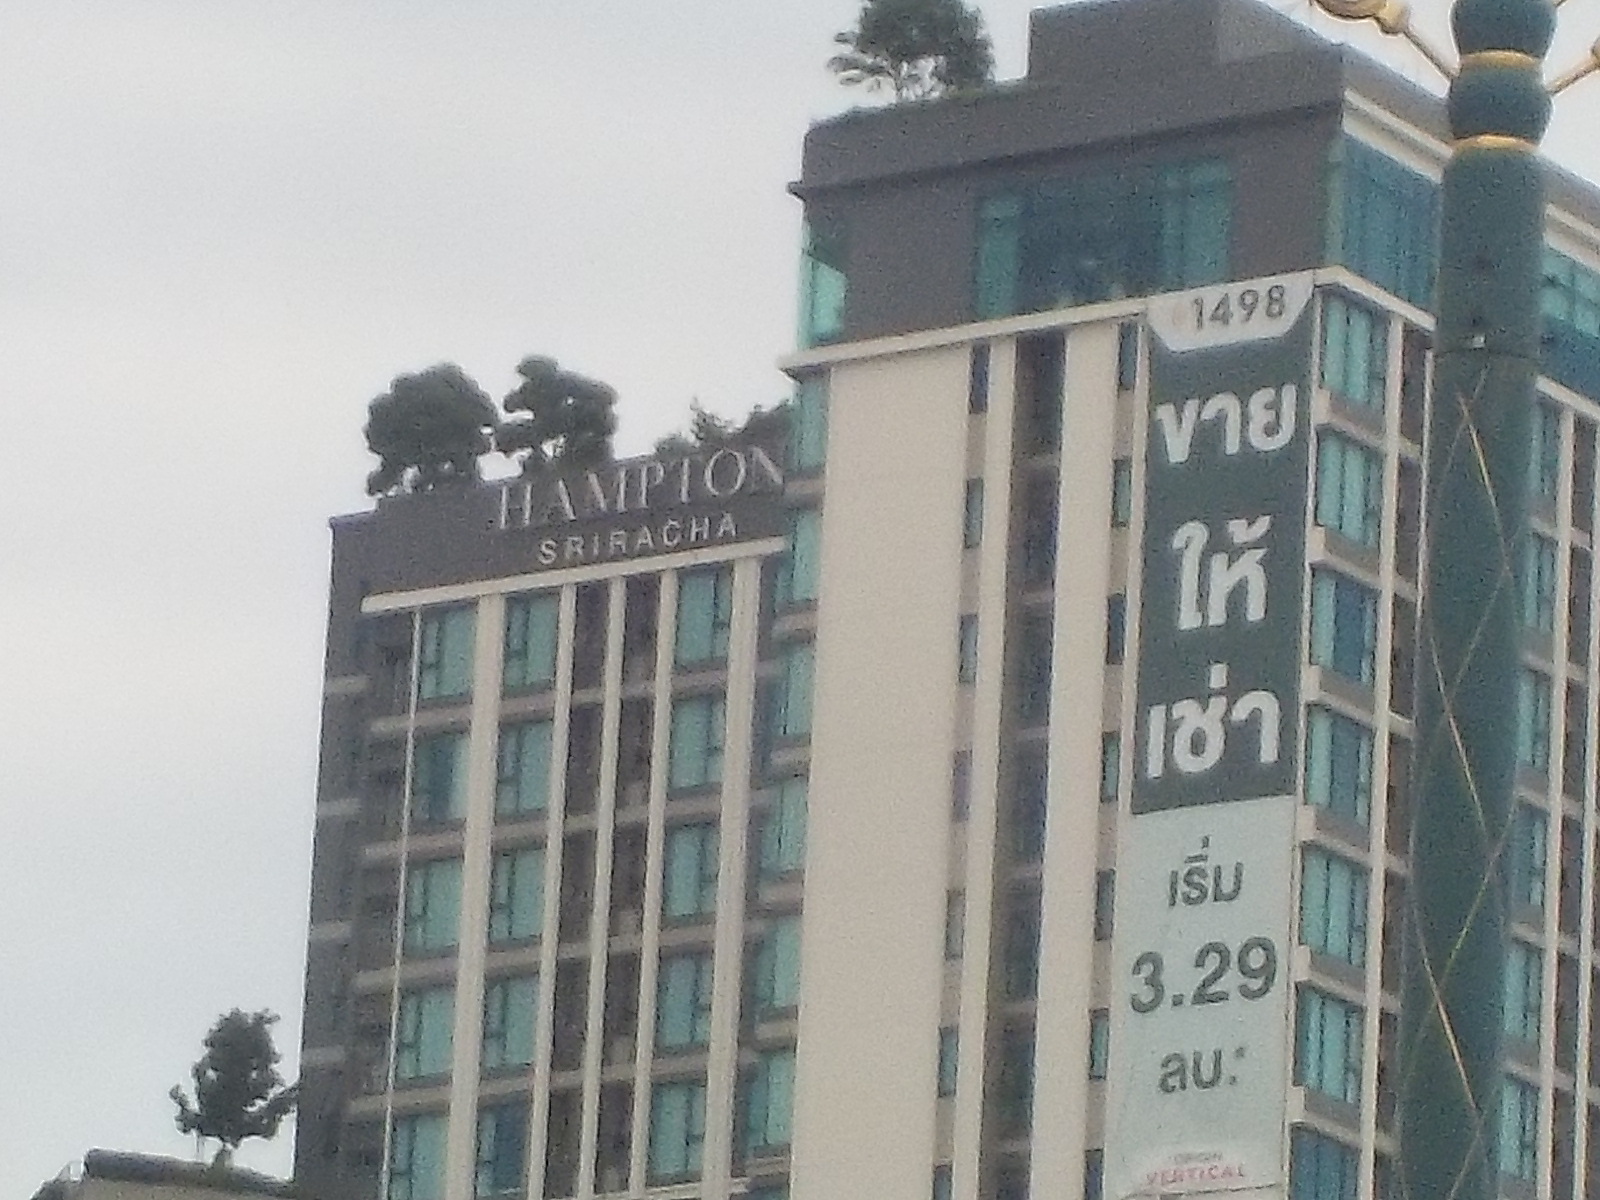 HAMPTON
SRIRACHA
1498
ขาย
ให้
เช่า
เริ่ม
3.29
ลบ.*
ORIGIN
VERTICAL